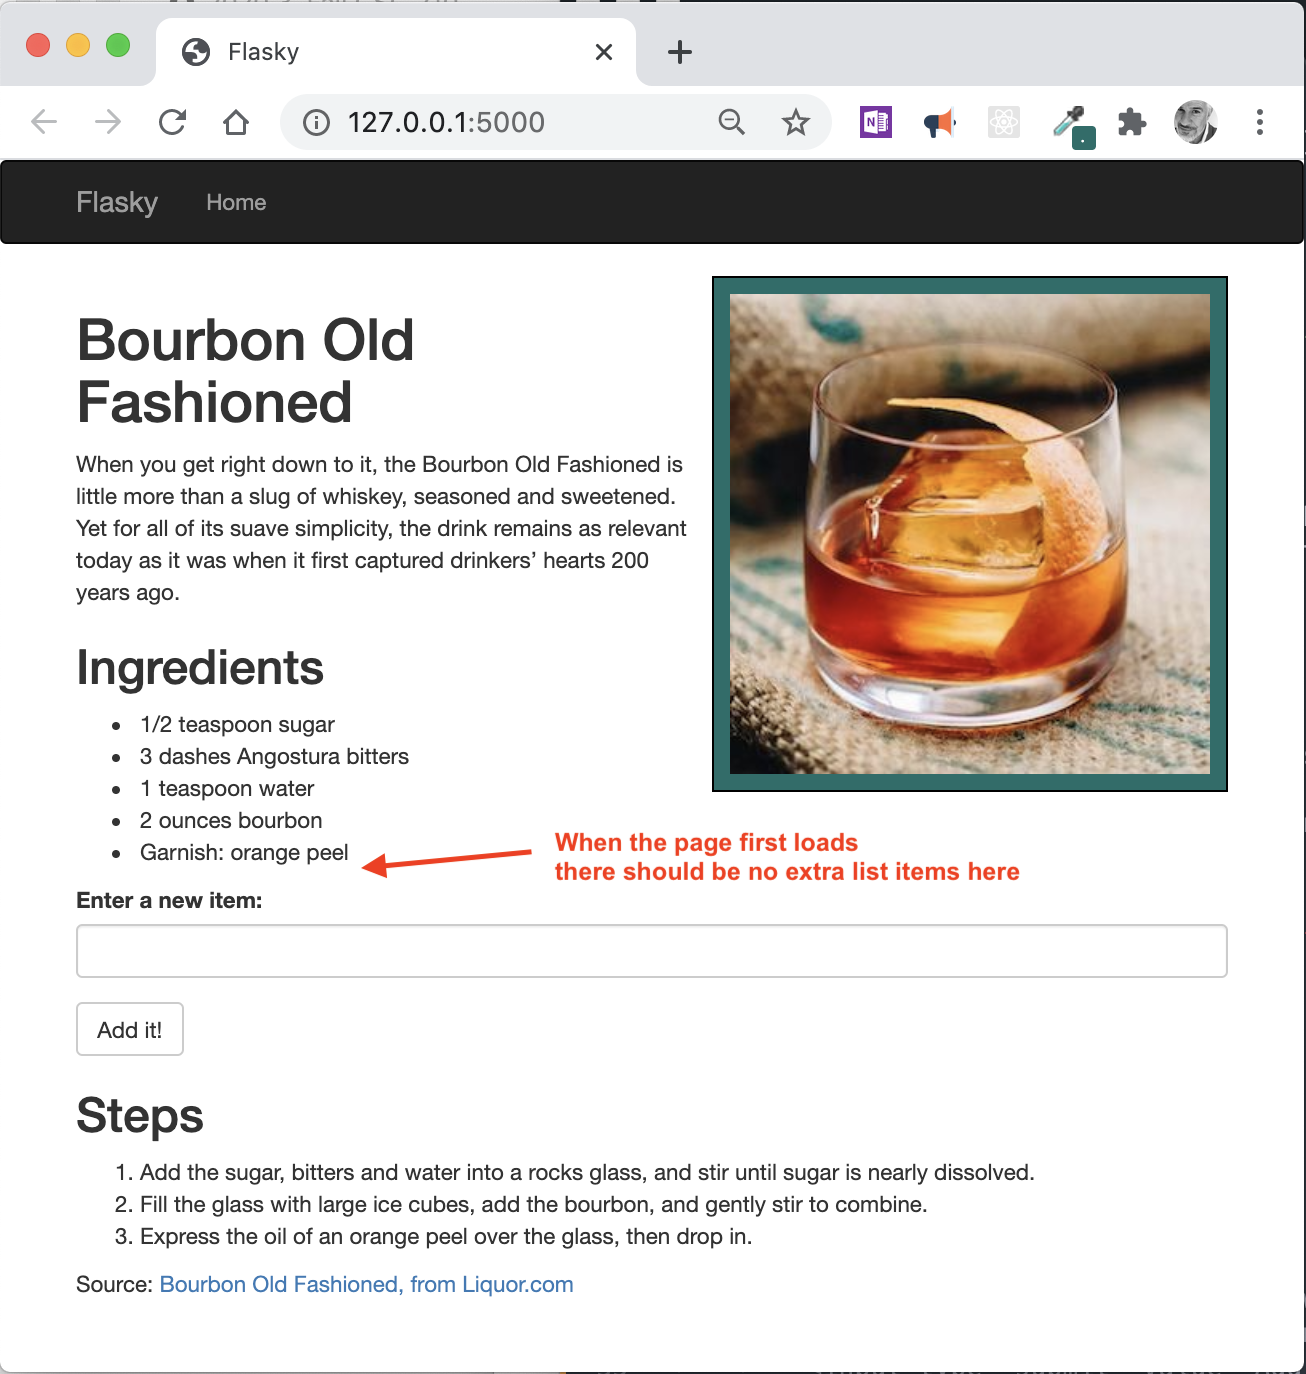 Flasky
127.0.0.1:5000
N
Flasky Home
Bourbon Old
Fashioned
When you get right down to it, the Bourbon Old Fashioned is
little more than a slug of whiskey, seasoned and sweetened.
Yet for all of its suave simplicity, the drink remains as relevant
today as it was when it first captured drinkers’ hearts 200
years ago.
Ingredients
• 1/2 teaspoon sugar
• 3 dashes Angostura bitters
• 1 teaspoon water
• 2 ounces bourbon
• Garnish: orange peel
When the page first loads
there should be no extra list items here
Enter a new item:
Add it!
Steps
1. Add the sugar, bitters and water into a rocks glass, and stir until sugar is nearly dissolved.
2. Fill the glass with large ice cubes, add the bourbon, and gently stir to combine.
3. Express the oil of an orange peel over the glass, then drop in.
Source: Bourbon Old Fashioned, from Liquor.com